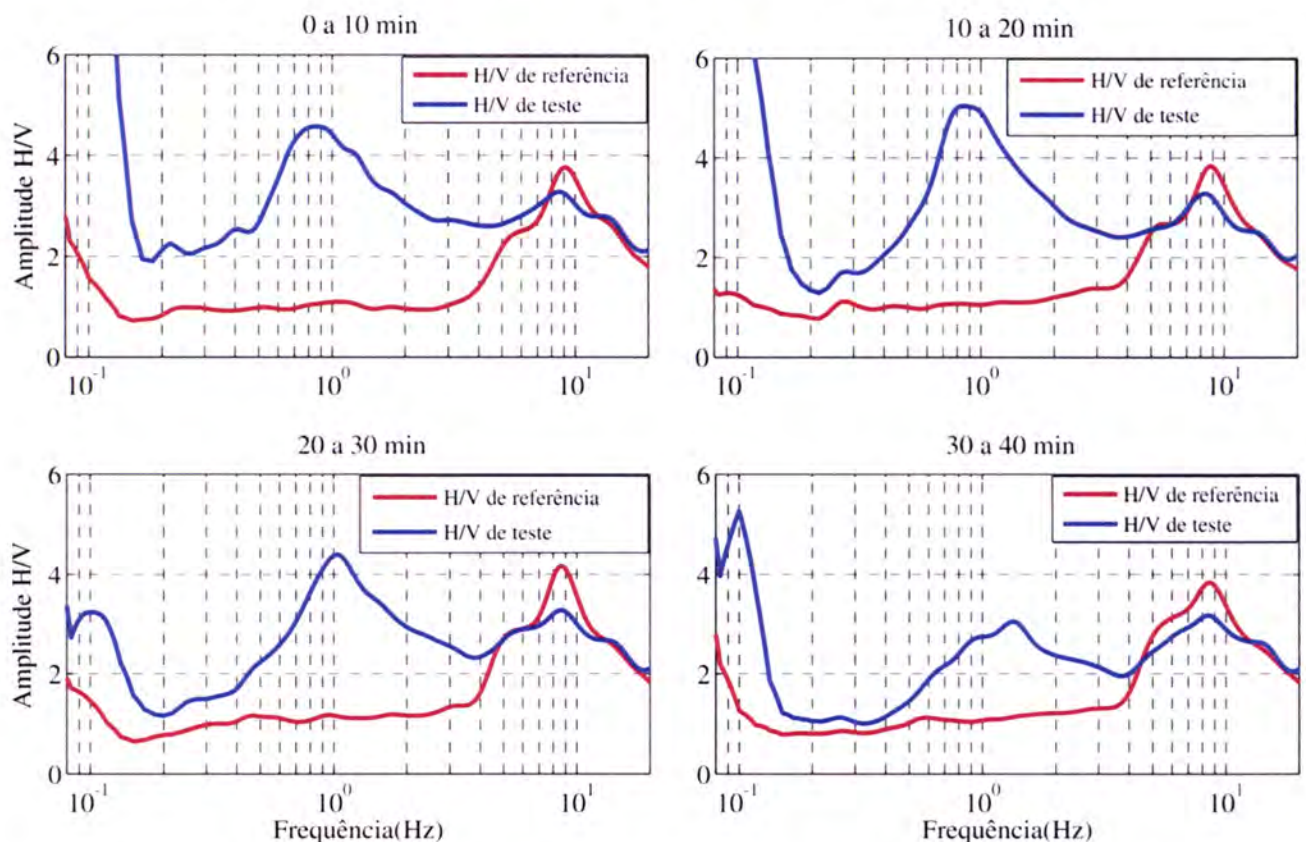 0 a 10 min
10 a 20 min
6
4
2
0
Amplitude H/V
H/V de referência
H/V de teste
10⁻¹
10⁰
10¹
6
4
2
0
H/V de referência
H/V de teste
10⁻¹
10⁰
10¹
20 a 30 min
30 a 40 min
6
4
2
0
Amplitude H/V
H/V de referência
H/V de teste
10⁻¹
10⁰
10¹
Frequência(Hz)
6
4
2
0
H/V de referência
H/V de teste
10⁻¹
10⁰
10¹
Frequência(Hz)